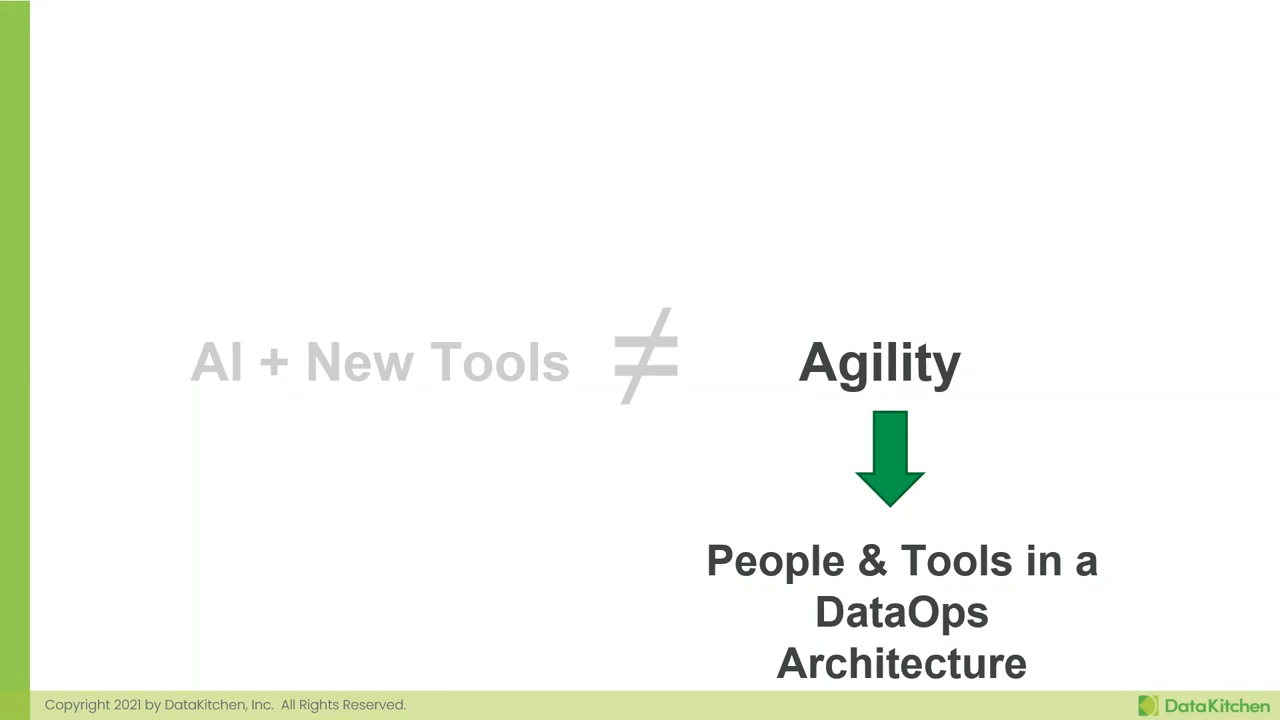 AI + New Tools ≠ Agility
People & Tools in a
DataOps
Architecture
Copyright 2021 by DataKitchen, Inc. All Rights Reserved.
DataKitchen